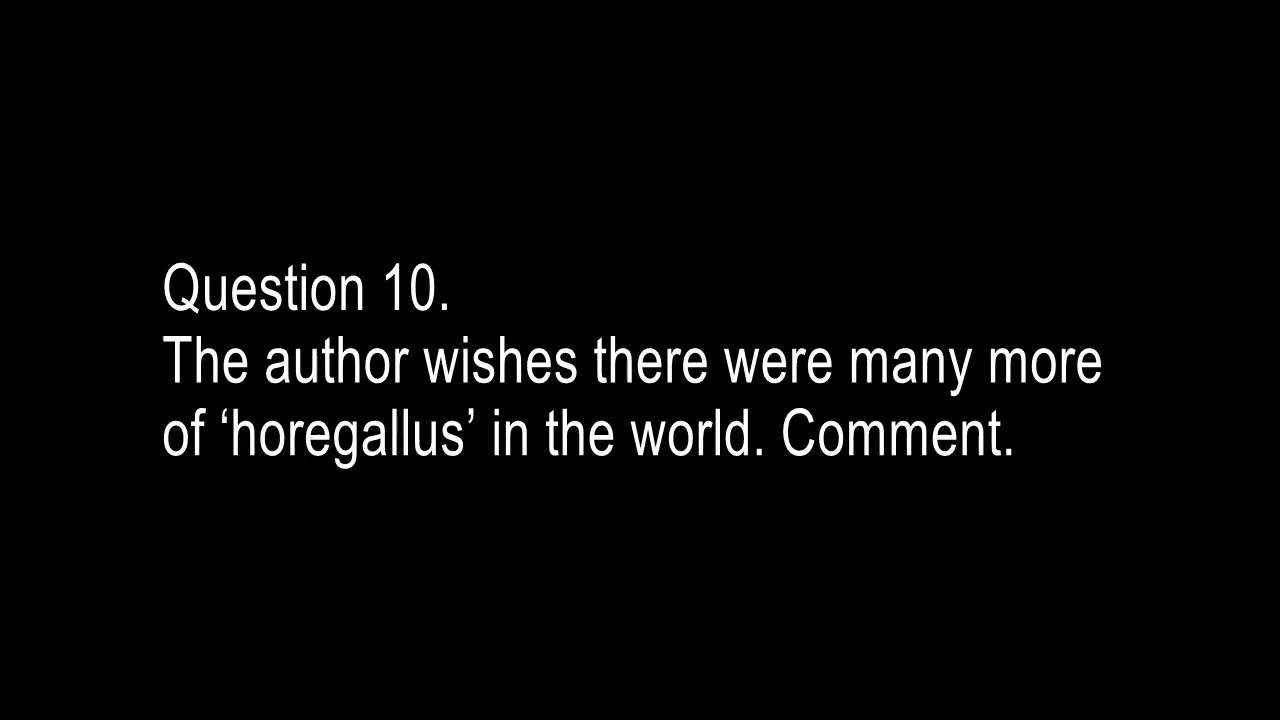 Question 10.
The author wishes there were many more
of ‘horegallus’ in the world. Comment.